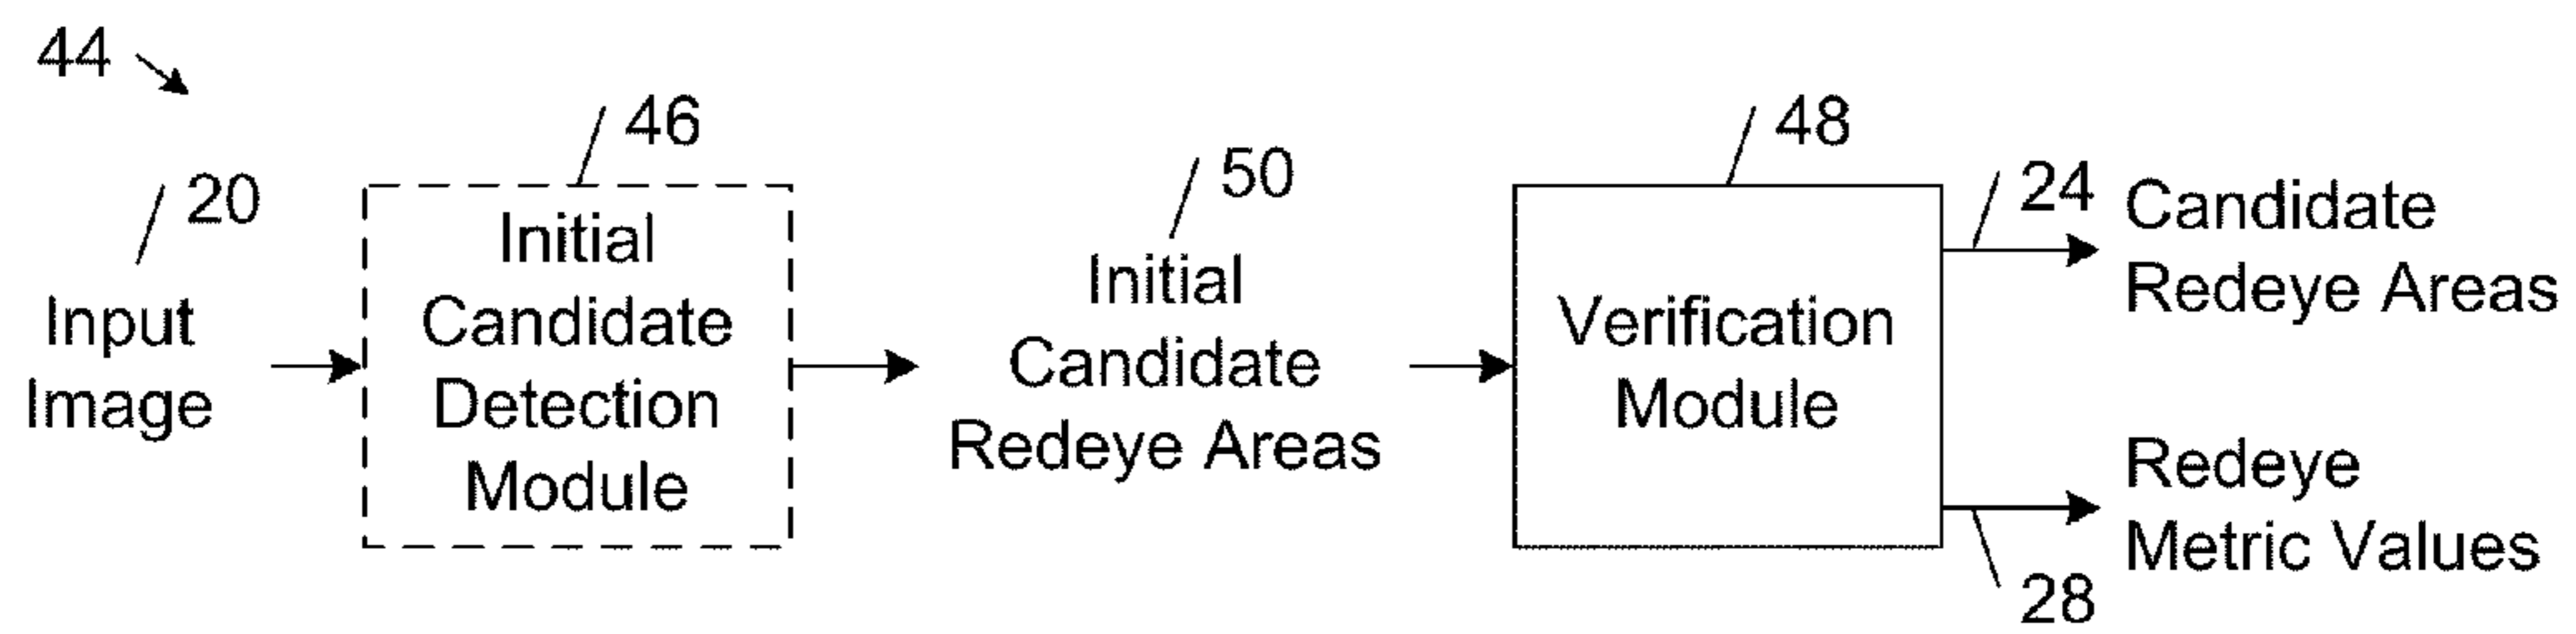 44
20
Input
Image
46
Initial
Candidate
Detection
Module
50
Initial
Candidate
Redeye Areas
48
Verification
Module
24
Candidate
Redeye Areas
28
Redeye
Metric Values